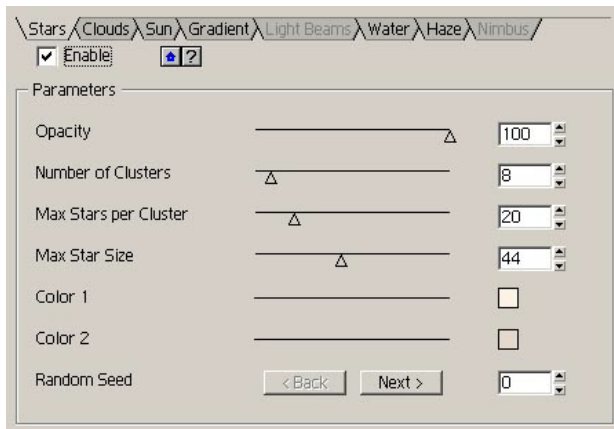 Stars Clouds Sun Gradient Light Beams Water Haze Nimbus
Enable ?
Parameters
Opacity 100
Number of Clusters 8
Max Stars per Cluster 20
Max Star Size 44
Color 1
Color 2
Random Seed < Back Next > 0